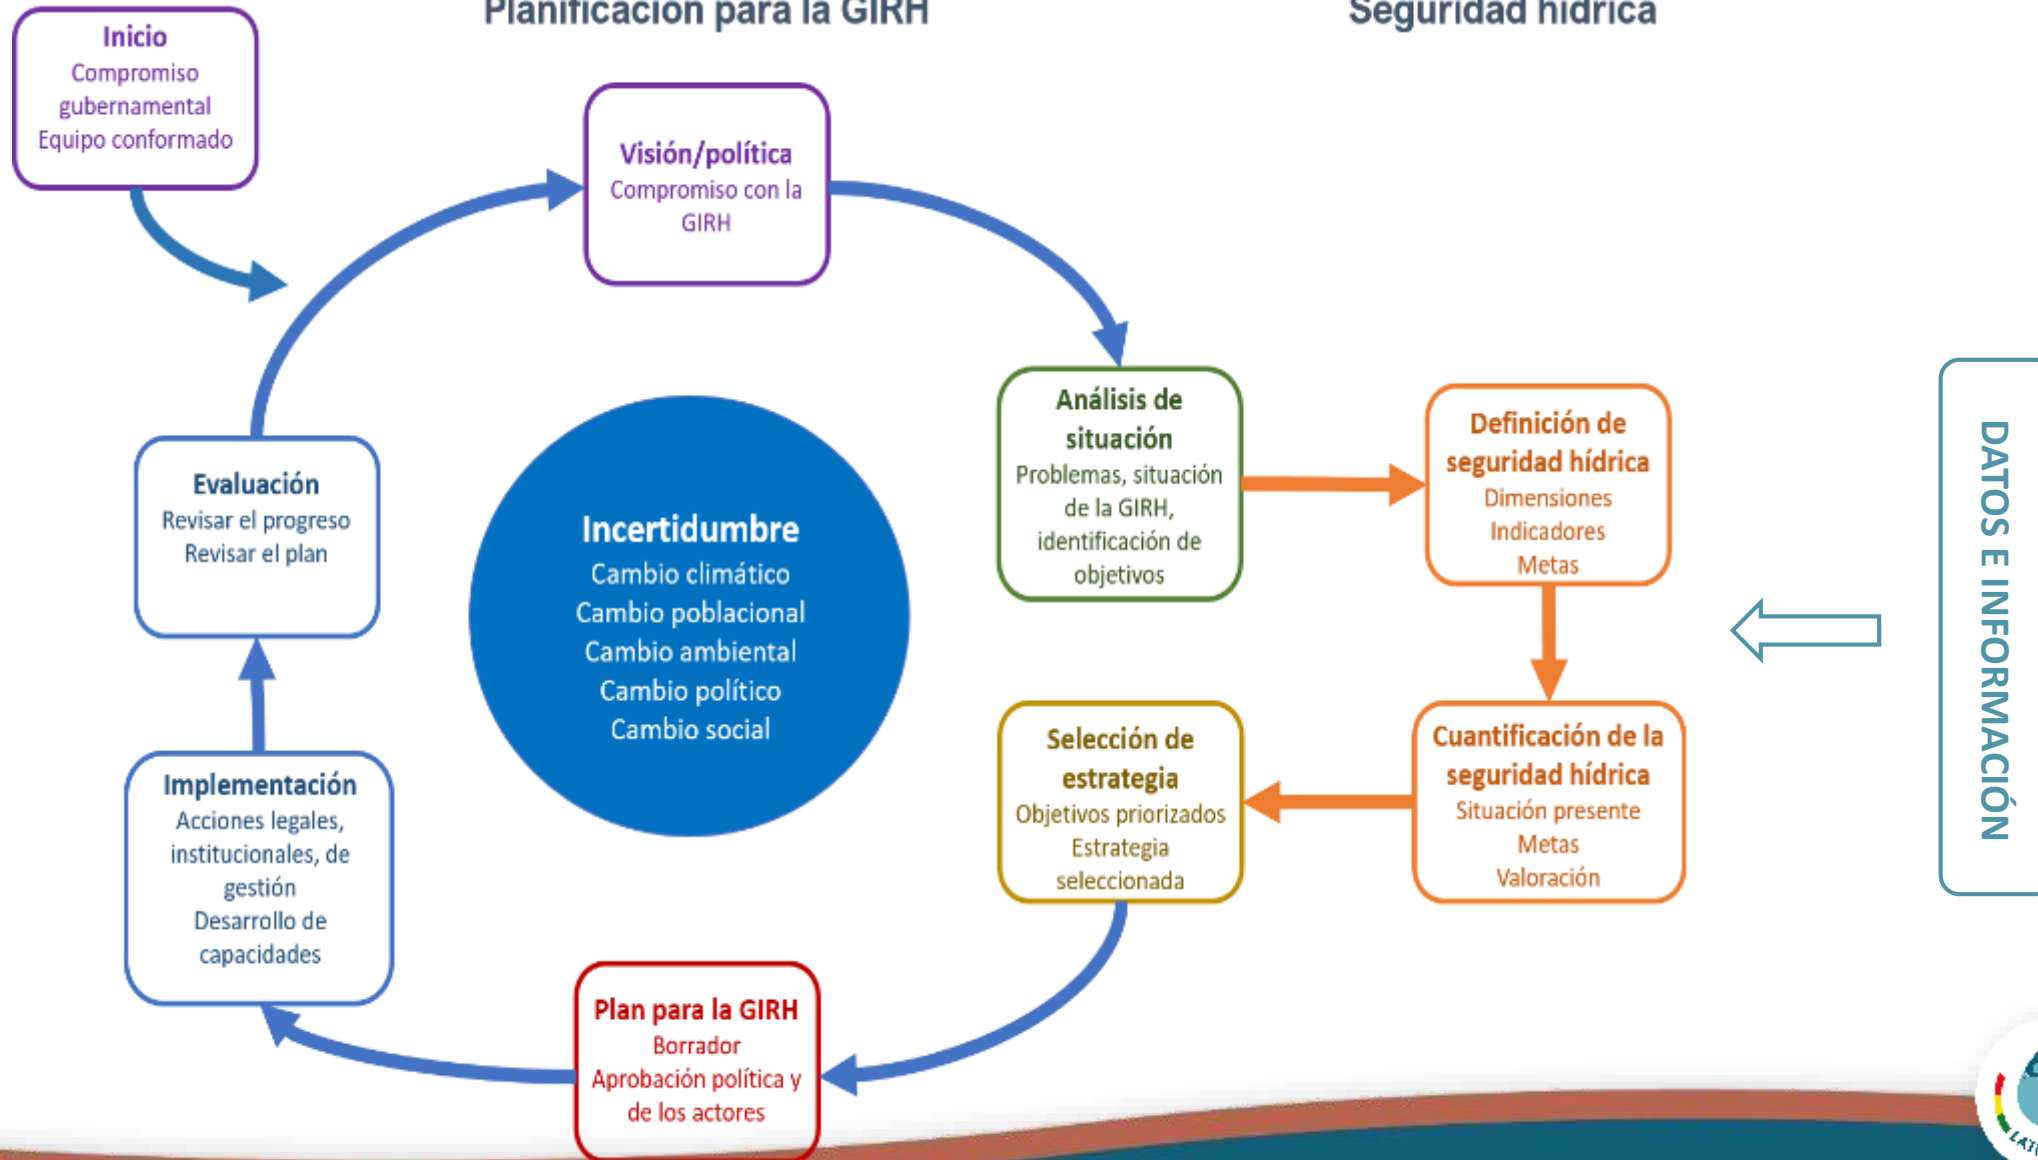 Planificación para la GIRH
Seguridad hídrica
Inicio
Compromiso
gubernamental
Equipo conformado
Visión/política
Compromiso con la
GIRH
Análisis de
situación
Problemas, situación
de la GIRH,
identificación de
objetivos
Definición de
seguridad hídrica
Dimensiones
Indicadores
Metas
Cuantificación de la
seguridad hídrica
Situación presente
Metas
Valoración
Selección de
estrategia
Objetivos priorizados
Estrategia
seleccionada
Plan para la GIRH
Borrador
Aprobación política y
de los actores
Implementación
Acciones legales,
institucionales, de
gestión
Desarrollo de
capacidades
Evaluación
Revisar el progreso
Revisar el plan
Incertidumbre
Cambio climático
Cambio poblacional
Cambio ambiental
Cambio político
Cambio social
DATOS E INFORMACIÓN